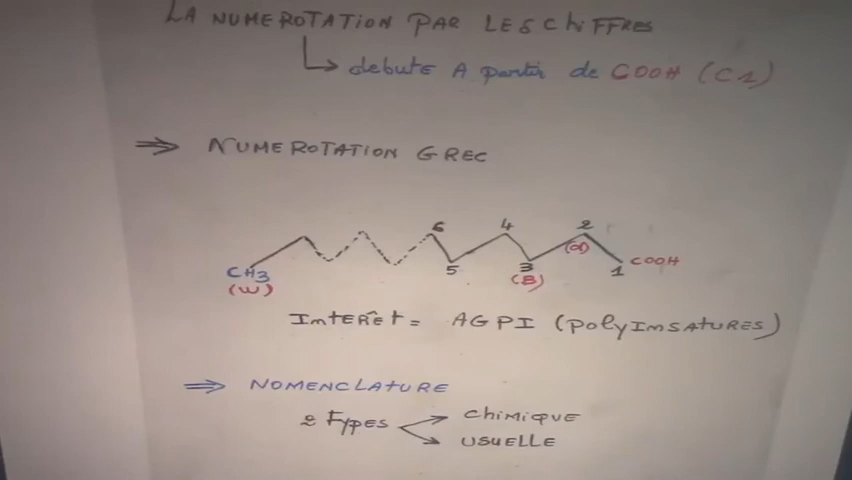 LA NUMEROTATION PAR LES CHIFFRES
debute A partir de COOH (C1)
⇒ NUMEROTATION GREC
6 4 2
(α)
CH3 5 3 1 COOH
(W) (B)
Intérêt = AGPI (polyinsatures)
⇒ NOMENCLATURE
2 Types chimique
USUELLE